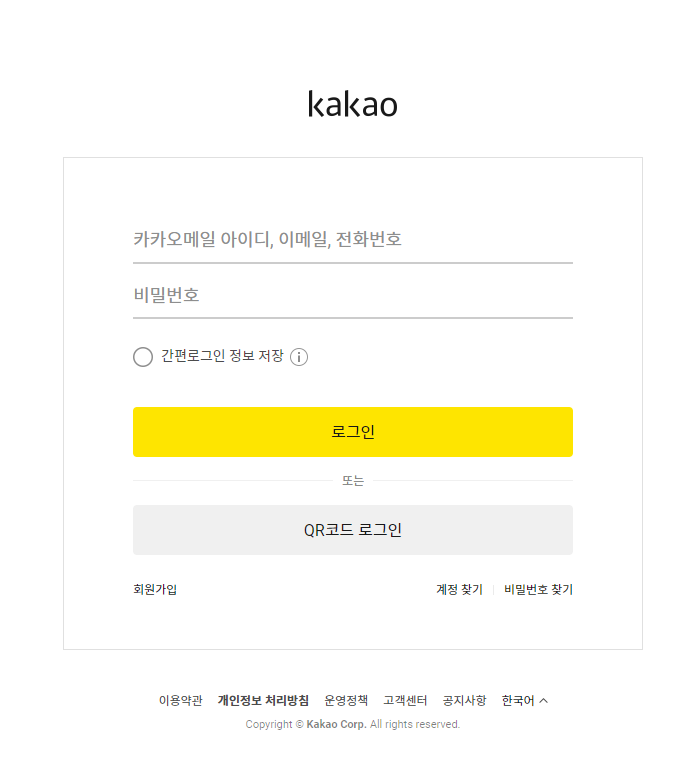 kakao
카카오메일 아이디, 이메일, 전화번호
비밀번호
간편로그인 정보 저장
로그인
또는
QR코드 로그인
회원가입 계정 찾기 비밀번호 찾기
이용약관 개인정보 처리방침 운영정책 고객센터 공지사항 한국어
Copyright © Kakao Corp. All rights reserved.